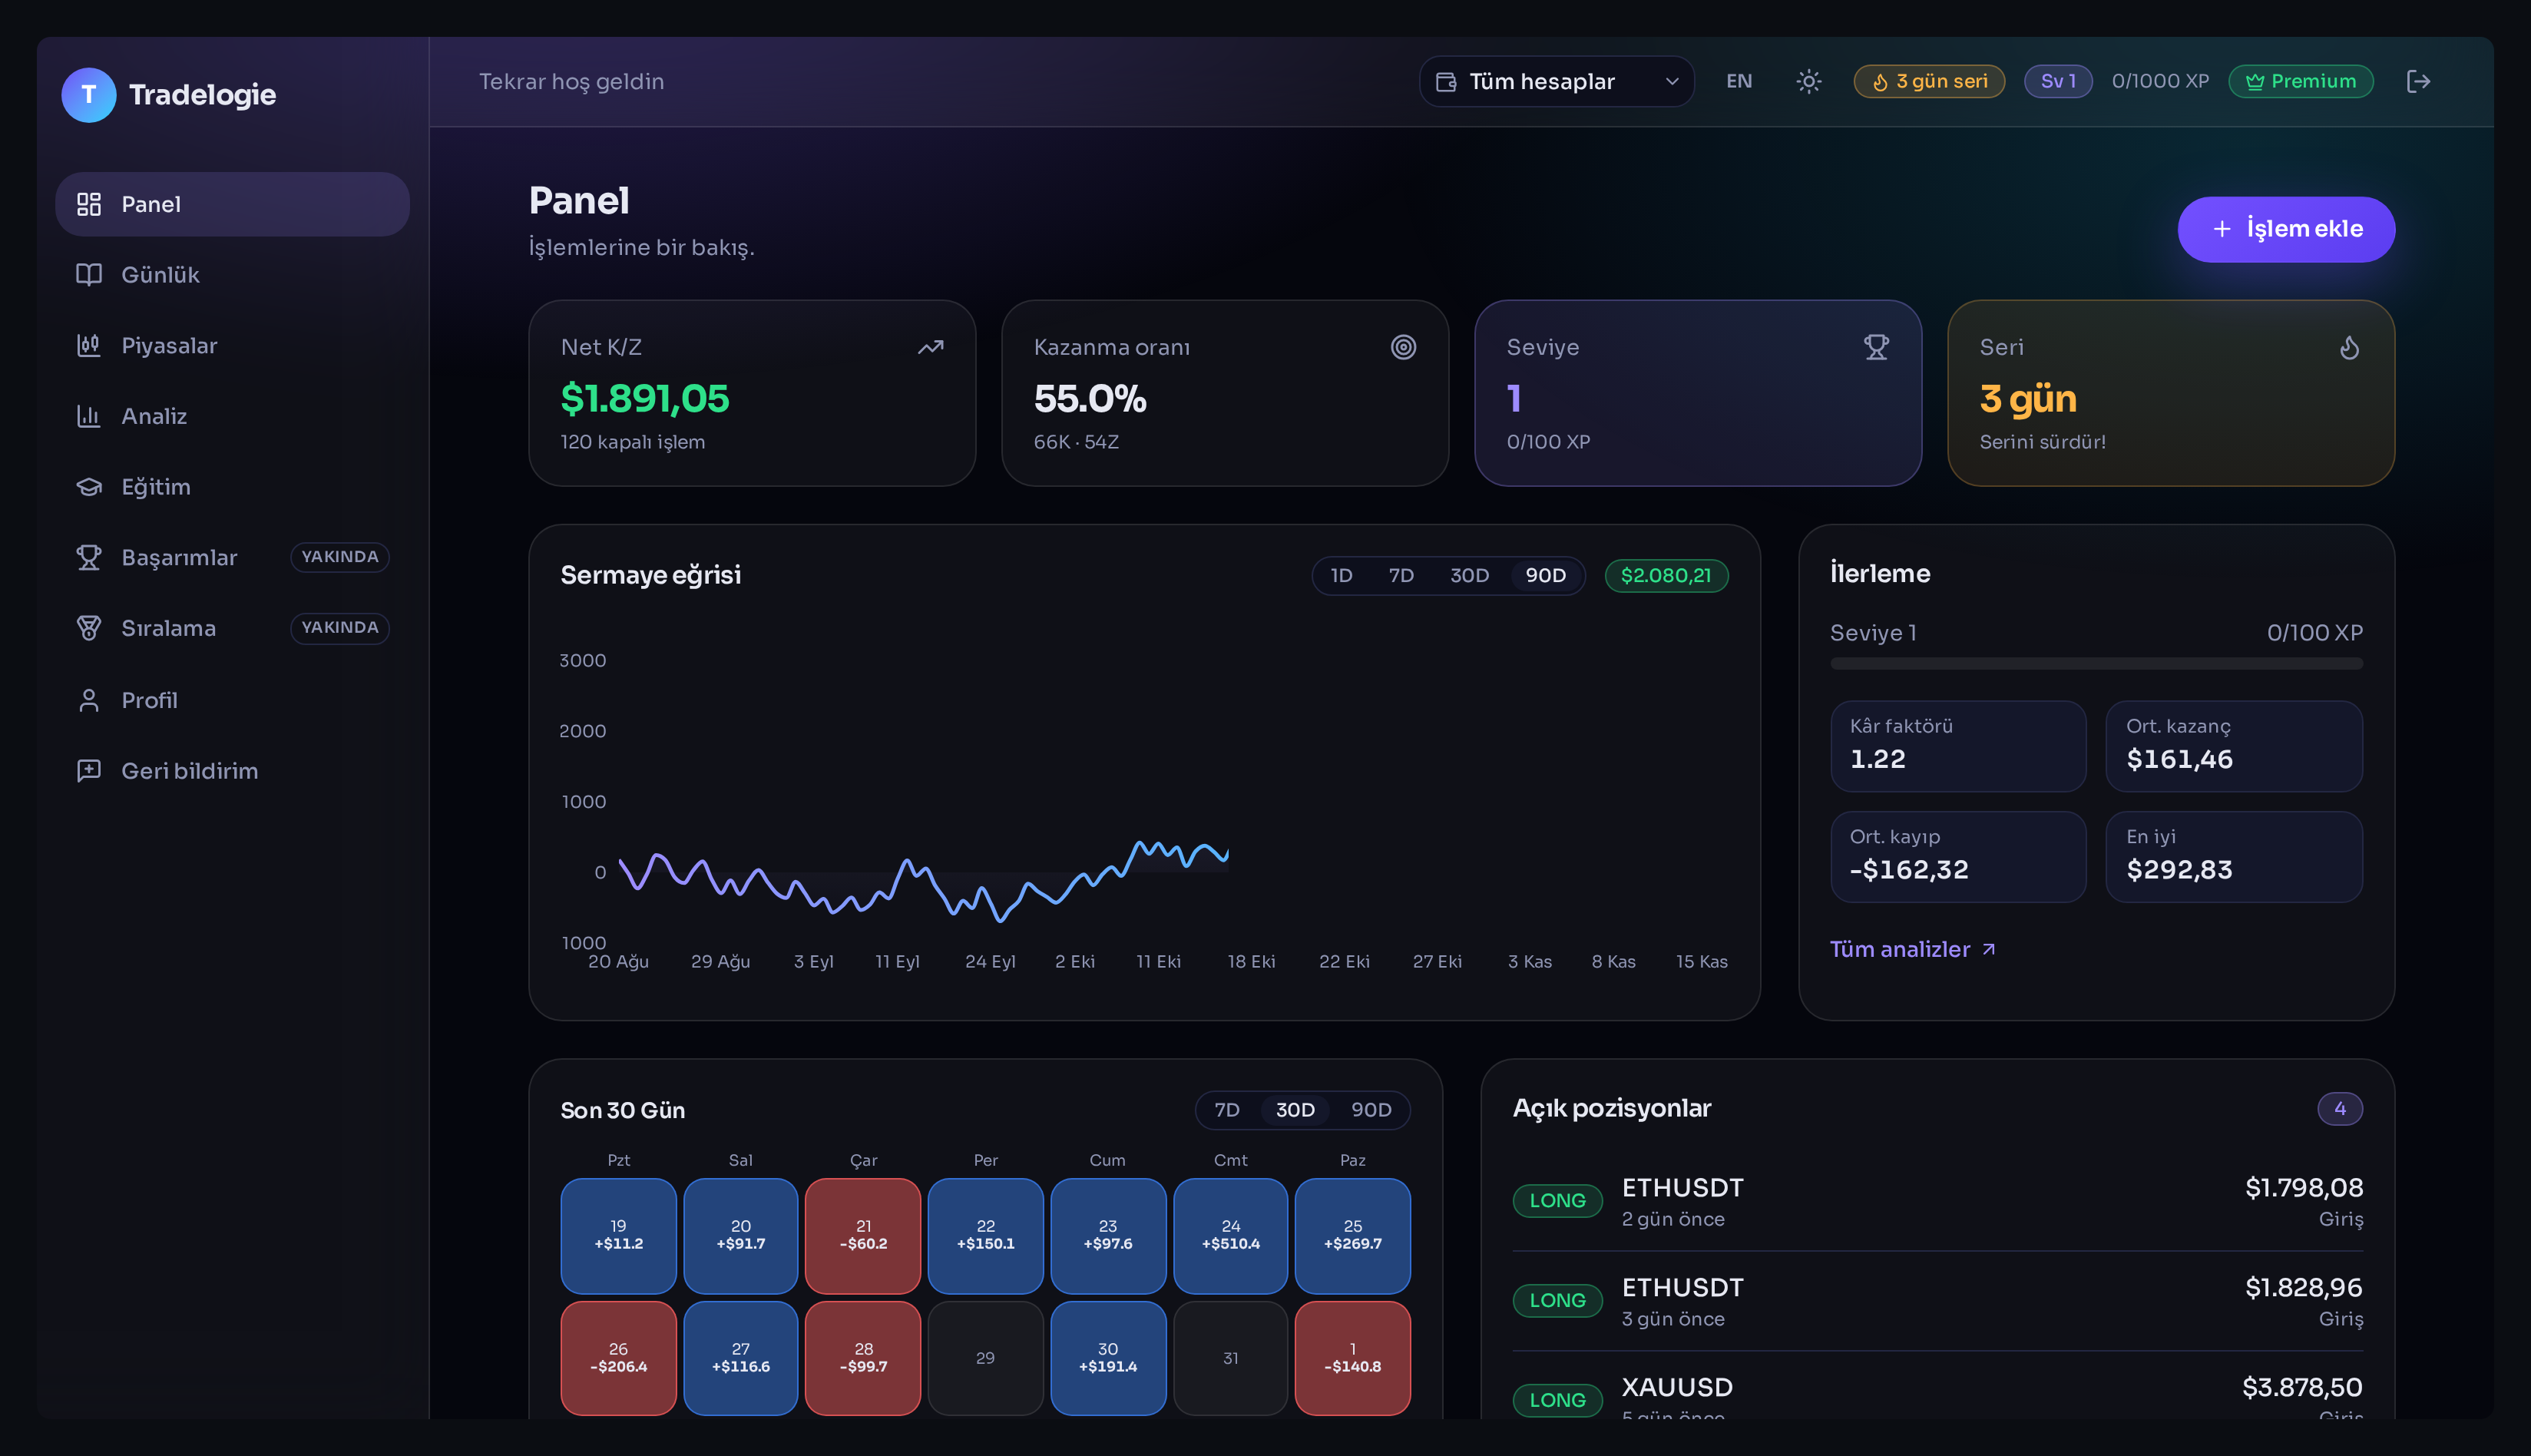 T Tradelogie
Panel
Günlük
Piyasalar
Analiz
Eğitim
Başarımlar YAKINDA
Sıralama YAKINDA
Profil
Geri bildirim
Tekrar hoş geldin
Tüm hesaplar
EN
3 gün seri
Sv 1
0/1000 XP
Premium
Panel
İşlemlerine bir bakış.
+ İşlem ekle
Net K/Z
$1.891,05
120 kapalı işlem
Kazanma oranı
55.0%
66K · 54Z
Seviye
1
0/100 XP
Seri
3 gün
Serini sürdür!
Sermaye eğrisi
1D 7D 30D 90D
$2.080,21
3000
2000
1000
0
1000
20 Ağu 29 Ağu 3 Eyl 11 Eyl 24 Eyl 2 Eki 11 Eki 18 Eki 22 Eki 27 Eki 3 Kas 8 Kas 15 Kas
İlerleme
Seviye 1 0/100 XP
Kâr faktörü
1.22
Ort. kazanç
$161,46
Ort. kayıp
-$162,32
En iyi
$292,83
Tüm analizler
Son 30 Gün
7D 30D 90D
Pzt Sal Çar Per Cum Cmt Paz
19 20 21 22 23 24 25
+$11.2 +$91.7 -$60.2 +$150.1 +$97.6 +$510.4 +$269.7
26 27 28 29 30 31 1
-$206.4 +$116.6 -$99.7 +$191.4 -$140.8
Açık pozisyonlar
4
LONG
ETHUSDT
2 gün önce
$1.798,08
Giriş
LONG
ETHUSDT
3 gün önce
$1.828,96
Giriş
LONG
XAUUSD
5 gün önce
$3.878,50
Giriş